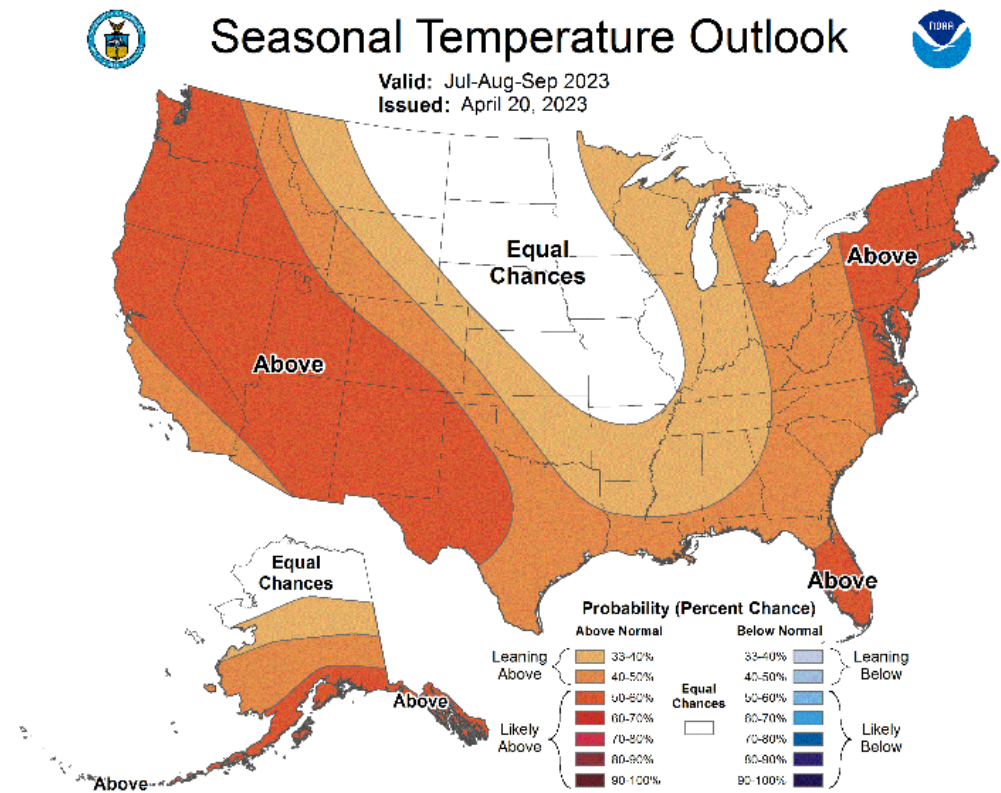 NOAA
Seasonal Temperature Outlook
Valid: Jul-Aug-Sep 2023
Issued: April 20, 2023
Equal
Chances
Above
Above
Equal
Chances
Above
Above
Above
Probability (Percent Chance)
Above Normal
Below Normal
Leaning
Above
33-40%
40-50%
Likely
Above
50-60%
60-70%
70-80%
80-90%
90-100%
Equal
Chances
33-40%
40-50%
Leaning
Below
50-60%
60-70%
70-80%
80-90%
90-100%
Likely
Below